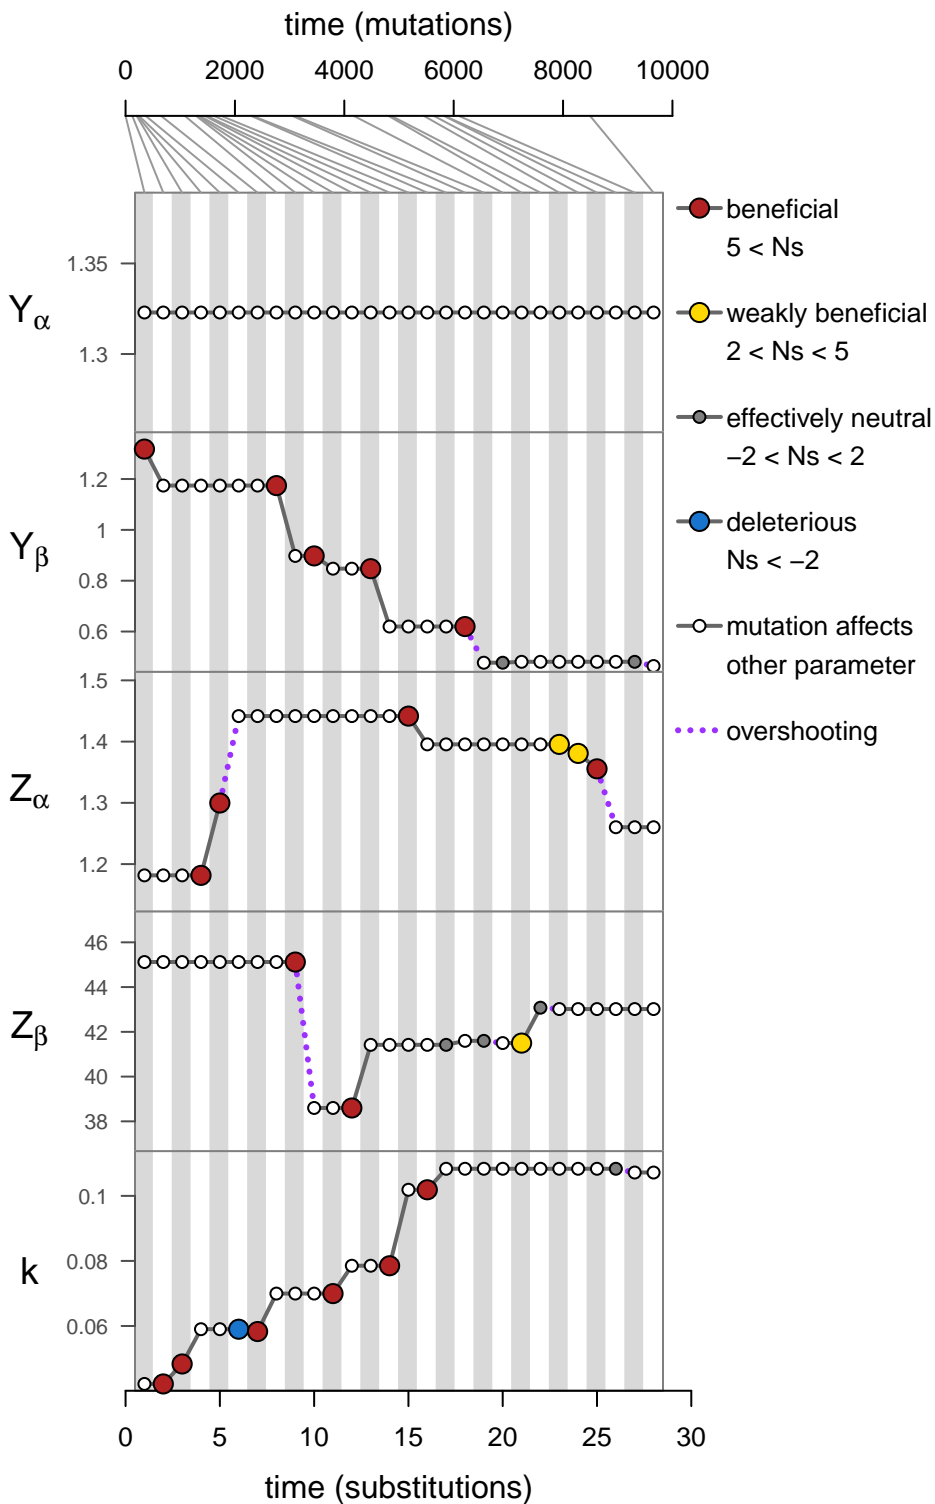 time (mutations)
0 2000 4000 6000 8000 10000
beneficial
5 < Ns
weakly beneficial
2 < Ns < 5
effectively neutral
−2 < Ns < 2
deleterious
Ns < −2
mutation affects
other parameter
overshooting
Yα
1.35
1.3
Yβ
1.2
1
0.8
0.6
Zα
1.5
1.4
1.3
1.2
Zβ
46
44
42
40
38
k
0.1
0.08
0.06
0 5 10 15 20 25 30
time (substitutions)